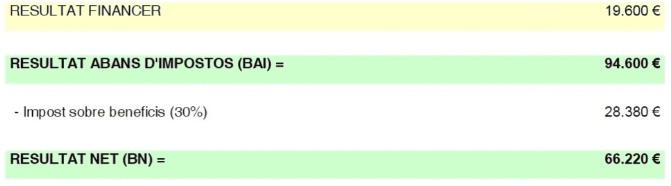 RESULTAT FINANCER 19.600 €
RESULTAT ABANS D'IMPOSTOS (BAI) = 94.600 €
- Impost sobre beneficis (30%) 28.380 €
RESULTAT NET (BN) = 66.220 €